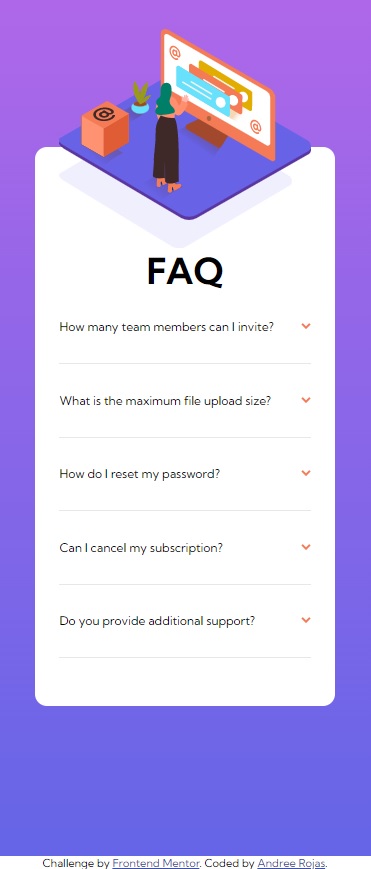 FAQ
How many team members can I invite?
What is the maximum file upload size?
How do I reset my password?
Can I cancel my subscription?
Do you provide additional support?
Challenge by Frontend Mentor. Coded by Andree Rojas.